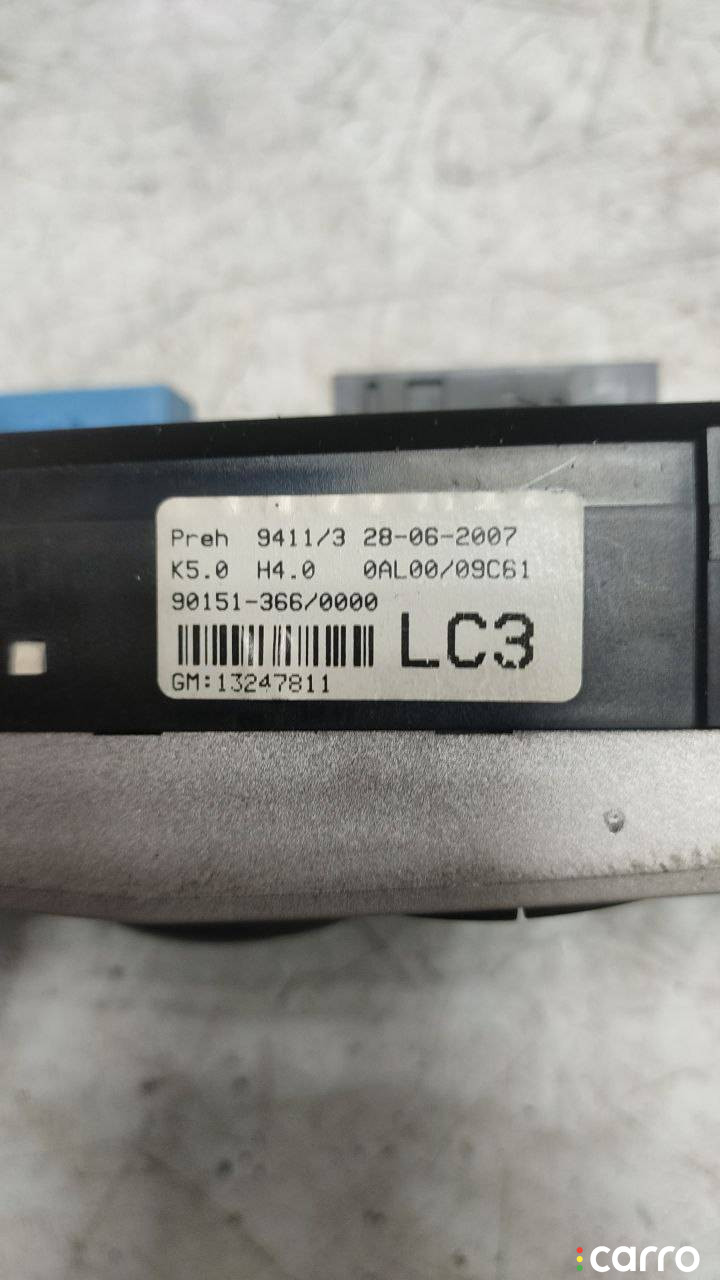 Preh 9411/3 28-06-2007
K5.0 H4.0 0AL00/09C61
90151-366/0000
LC3
GM:13247811
carro